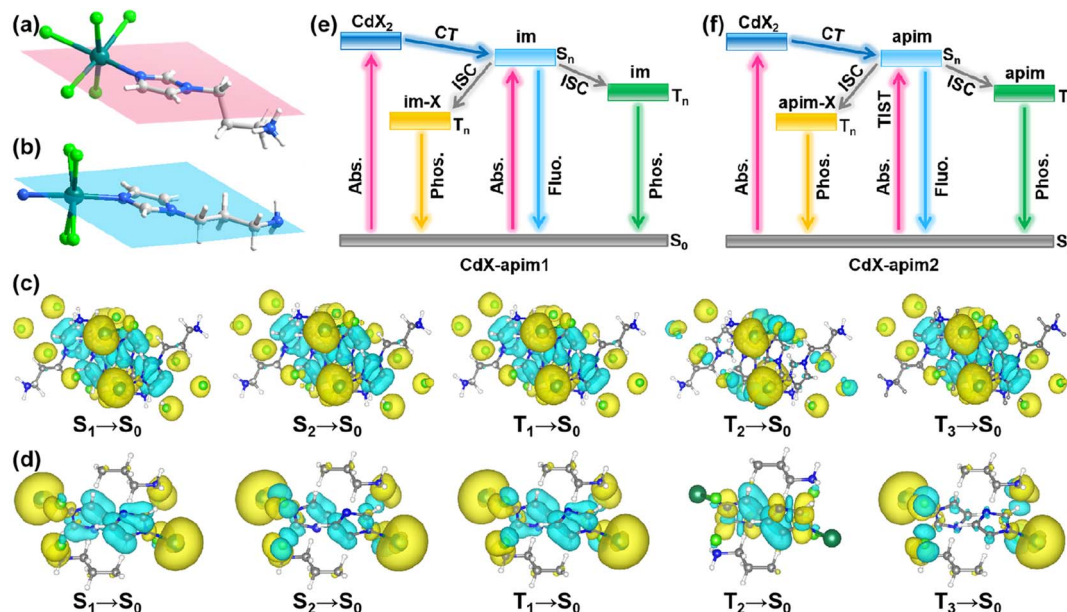 (a)
(b)
(e)
CdX₂
CT
im
Sₙ
ISC
ISC
im
Tₙ
im-X
Tₙ
Abs.
Phos.
Abs.
Fluo.
Phos.
S₀
CdX-apim1
(f)
CdX₂
CT
apim
Sₙ
ISC
ISC
apim
T
apim-X
Tₙ
Abs.
Phos.
Abs. TIST
Fluo.
Phos.
S
CdX-apim2
(c)
S₁→S₀
S₂→S₀
T₁→S₀
T₂→S₀
T₃→S₀
(d)
S₁→S₀
S₂→S₀
T₁→S₀
T₂→S₀
T₃→S₀